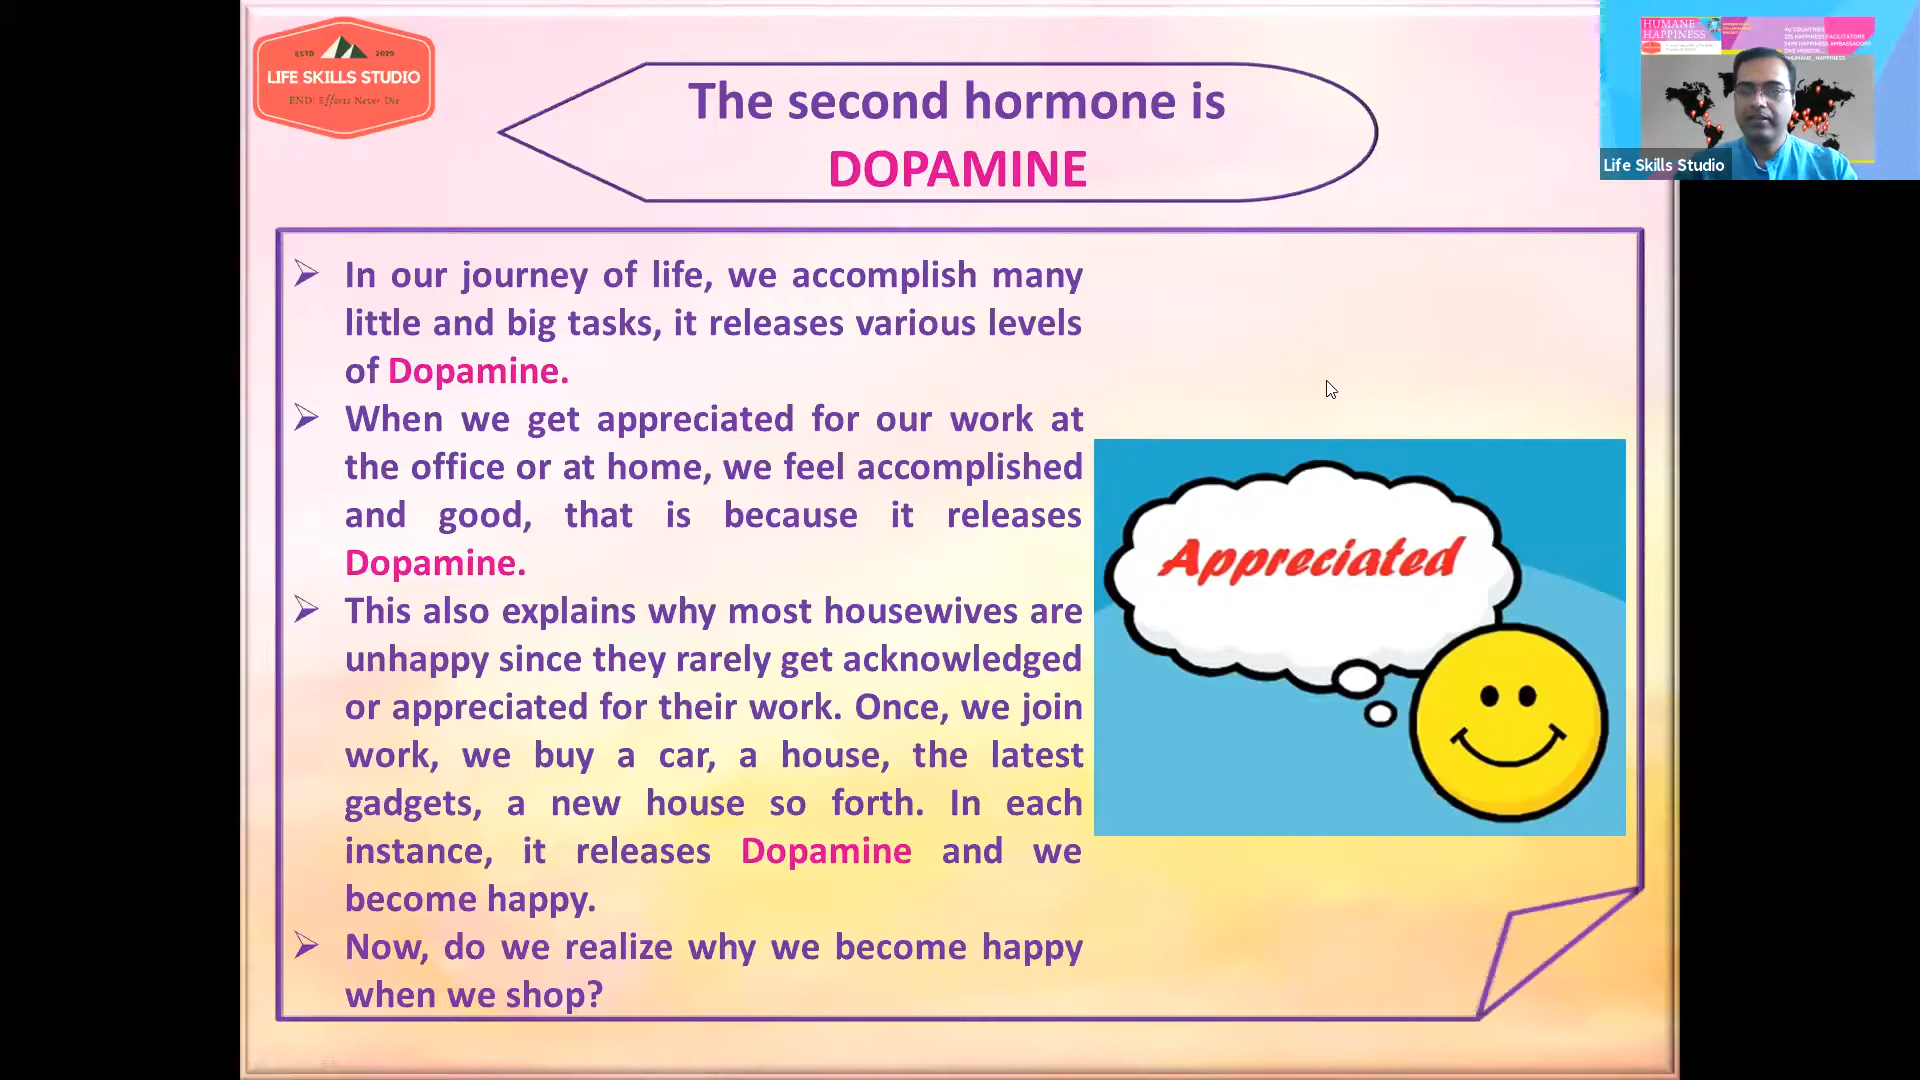 ESTD 2020
LIFE SKILLS STUDIO
END: Efforts Never Die
The second hormone is
DOPAMINE
HUMANE
HAPPINESS
40 COUNTRIES
ONE MISSION
Life Skills Studio
➢ In our journey of life, we accomplish many
little and big tasks, it releases various levels
of Dopamine.
➢ When we get appreciated for our work at
the office or at home, we feel accomplished
and good, that is because it releases
Dopamine.
➢ This also explains why most housewives are
unhappy since they rarely get acknowledged
or appreciated for their work. Once, we join
work, we buy a car, a house, the latest
gadgets, a new house so forth. In each
instance, it releases Dopamine and we
become happy.
➢ Now, do we realize why we become happy
when we shop?
Appreciated